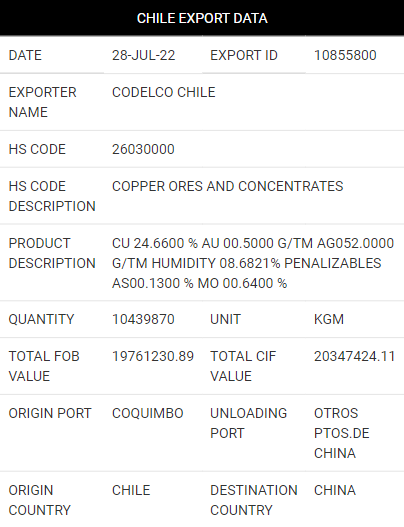 CHILE EXPORT DATA
DATE 28-JUL-22 EXPORT ID 10855800
EXPORTER NAME CODELCO CHILE
HS CODE 26030000
HS CODE DESCRIPTION COPPER ORES AND CONCENTRATES
PRODUCT DESCRIPTION CU 24.6600 % AU 00.5000 G/TM AG052.0000
G/TM HUMIDITY 08.6821% PENALIZABLES
AS00.1300 % MO 00.6400 %
QUANTITY 10439870 UNIT KGM
TOTAL FOB VALUE 19761230.89 TOTAL CIF VALUE 20347424.11
ORIGIN PORT COQUIMBO UNLOADING PORT OTROS PTOS.DE CHINA
ORIGIN COUNTRY CHILE DESTINATION COUNTRY CHINA